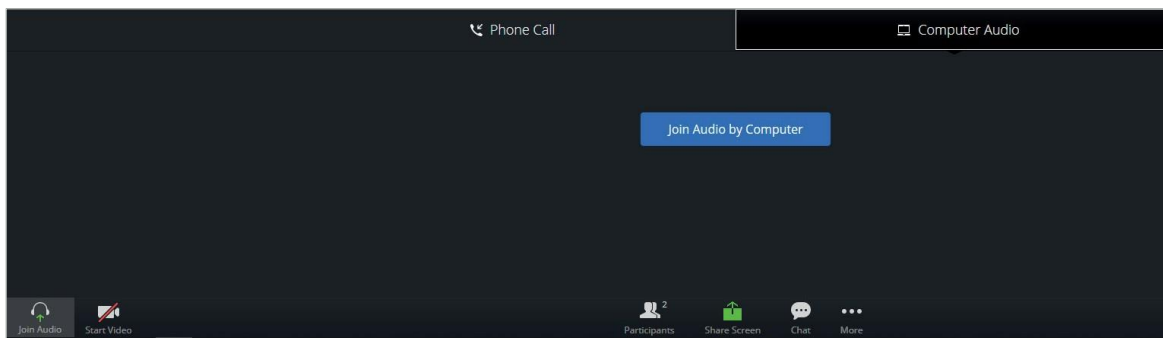 Phone Call
Computer Audio
Join Audio by Computer
2
Join Audio
Start Video
Participants
Share Screen
Chat
More